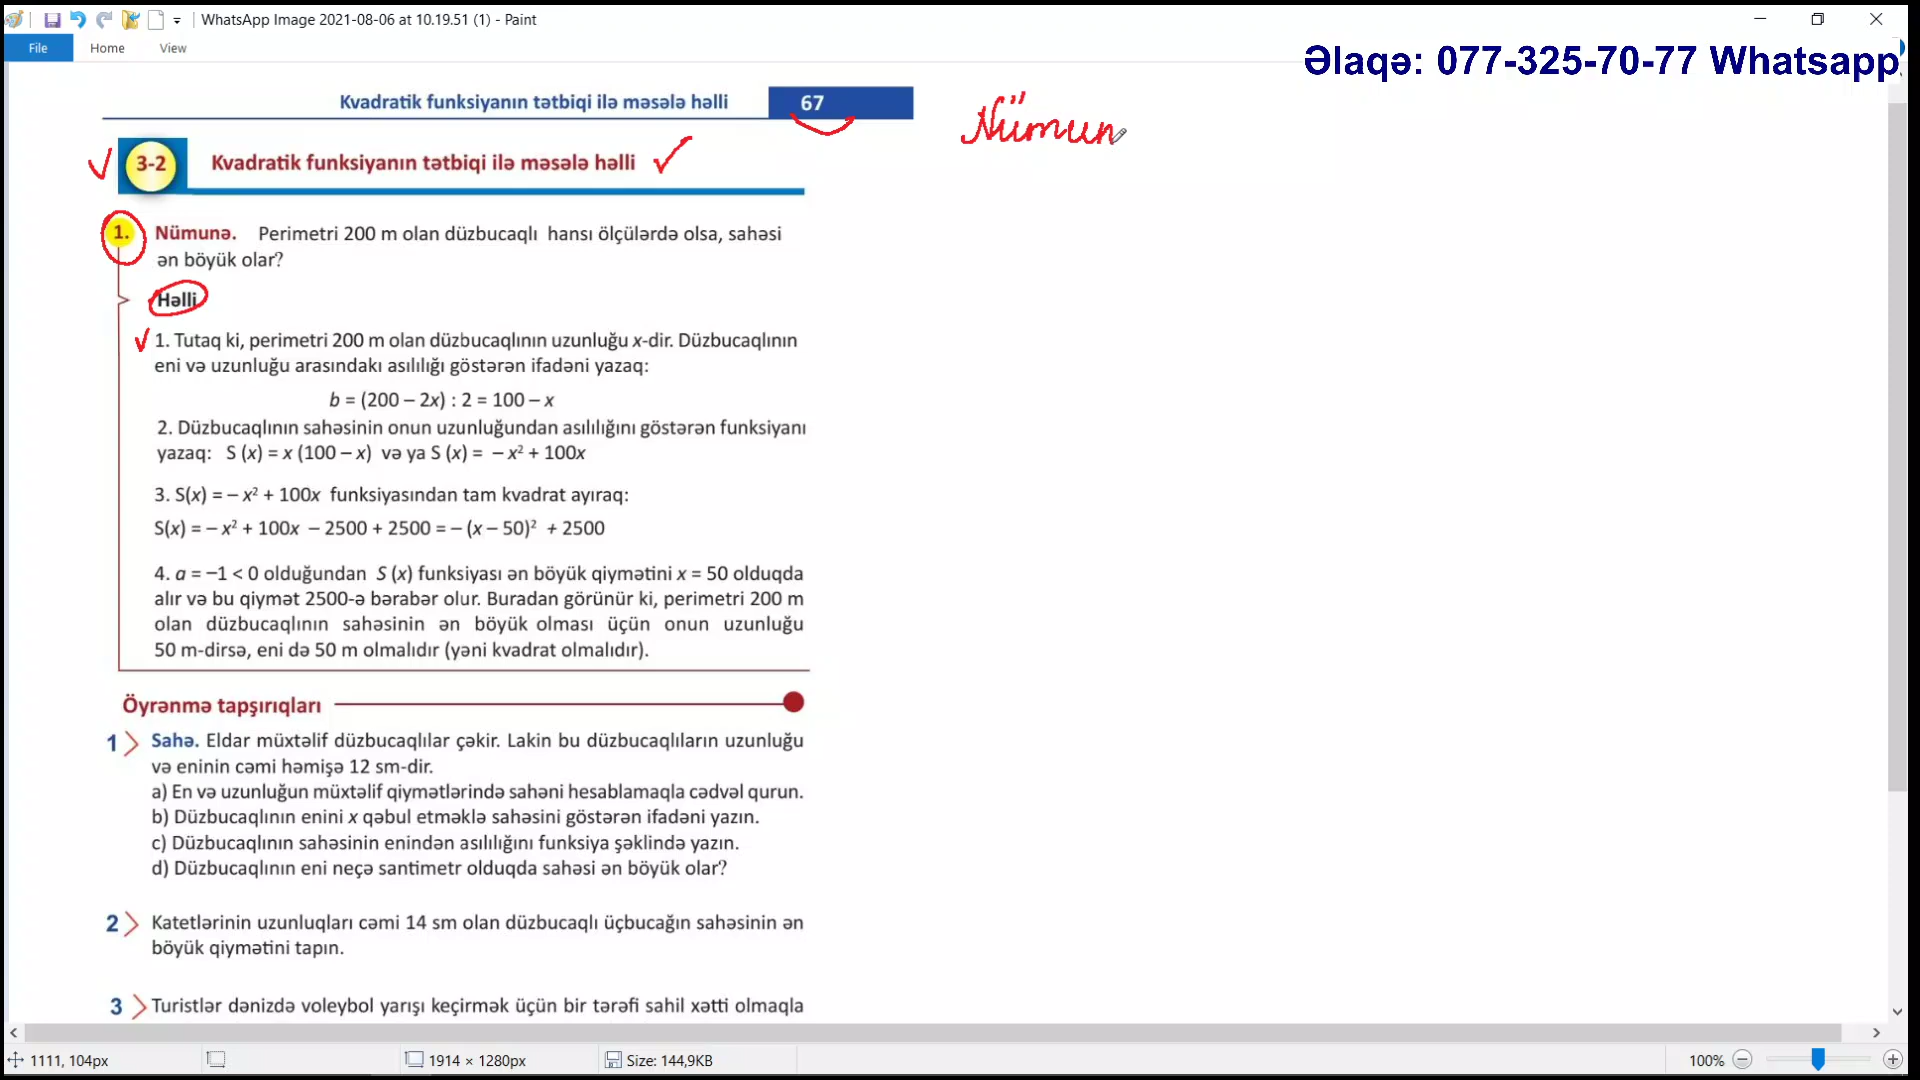 WhatsApp Image 2021-08-06 at 10.19.51 (1) - Paint
File Home View
Əlaqə: 077-325-70-77 Whatsapp
Kvadratik funksiyanın tətbiqi ilə məsələ həlli 67
Nümun
3-2 Kvadratik funksiyanın tətbiqi ilə məsələ həlli
1. Nümunə. Perimetri 200 m olan düzbucaqlı hansı ölçülərdə olsa, sahəsi
ən böyük olar?
Həlli
1. Tutaq ki, perimetri 200 m olan düzbucaqlının uzunluğu x-dir. Düzbucaqlının
eni və uzunluğu arasındakı asılılığı göstərən ifadəni yazaq:
b = (200 – 2x) : 2 = 100 – x
2. Düzbucaqlının sahəsinin onun uzunluğundan asılılığını göstərən funksiyanı
yazaq: S (x) = x (100 – x) və ya S (x) = – x² + 100x
3. S(x) = – x² + 100x funksiyasından tam kvadrat ayıraq:
S(x) = – x² + 100x – 2500 + 2500 = – (x – 50)² + 2500
4. a = –1 < 0 olduğundan S (x) funksiyası ən böyük qiymətini x = 50 olduqda
alır və bu qiymət 2500-ə bərabər olur. Buradan görünür ki, perimetri 200 m
olan düzbucaqlının sahəsinin ən böyük olması üçün onun uzunluğu
50 m-dirsə, eni də 50 m olmalıdır (yəni kvadrat olmalıdır).
Öyrənmə tapşırıqları
1 Sahə. Eldar müxtəlif düzbucaqlılar çəkir. Lakin bu düzbucaqlıların uzunluğu
və eninin cəmi həmişə 12 sm-dir.
a) En və uzunluğun müxtəlif qiymətlərində sahəni hesablamaqla cədvəl qurun.
b) Düzbucaqlının enini x qəbul etməklə sahəsini göstərən ifadəni yazın.
c) Düzbucaqlının sahəsinin enindən asılılığını funksiya şəklində yazın.
d) Düzbucaqlının eni neçə santimetr olduqda sahəsi ən böyük olar?
2 Katetlərinin uzunluqları cəmi 14 sm olan düzbucaqlı üçbucağın sahəsinin ən
böyük qiymətini tapın.
3 Turistlər dənizdə voleybol yarışı keçirmək üçün bir tərəfi sahil xətti olmaqla
1111, 104px 1914 × 1280px Size: 144,9KB 100%